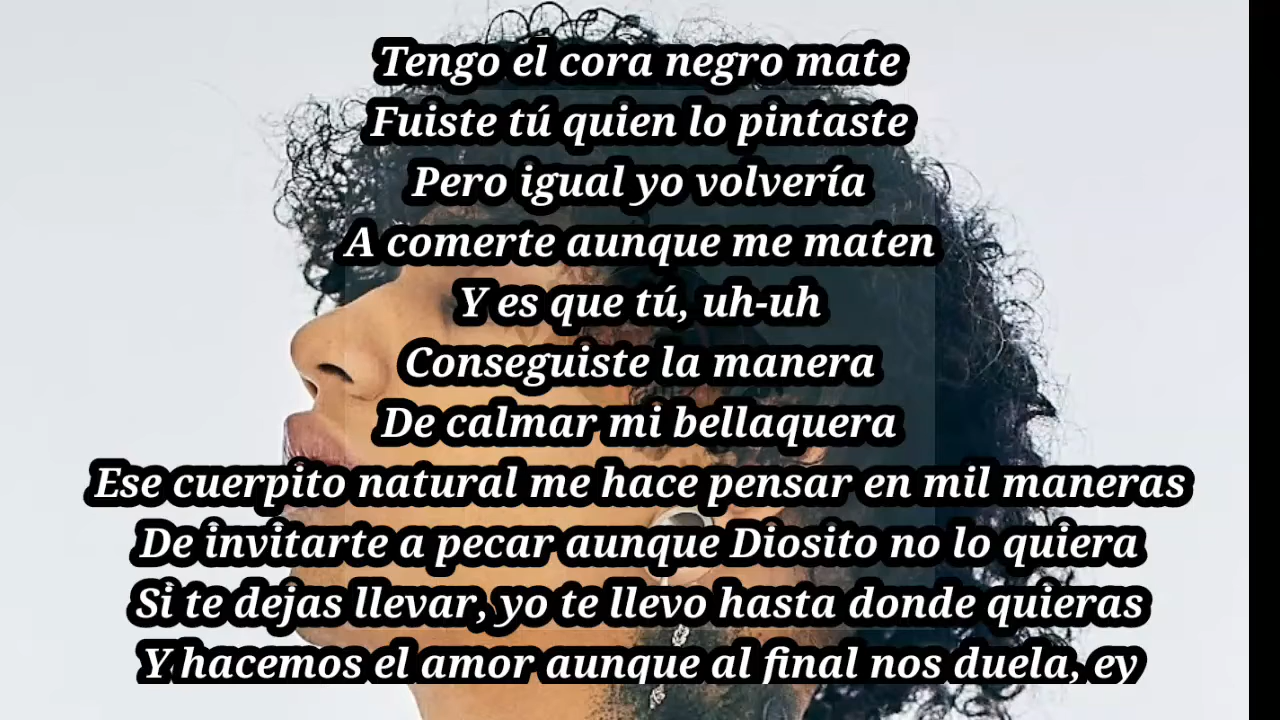 Tengo el cora negro mate
Fuiste tú quien lo pintaste
Pero igual yo volvería
A comerte aunque me maten
Y es que tú, uh-uh
Conseguiste la manera
De calmar mi bellaquera
Ese cuerpito natural me hace pensar en mil maneras
De invitarte a pecar aunque Diosito no lo quiera
Si te dejas llevar, yo te llevo hasta donde quieras
Y hacemos el amor aunque al final nos duela, ey